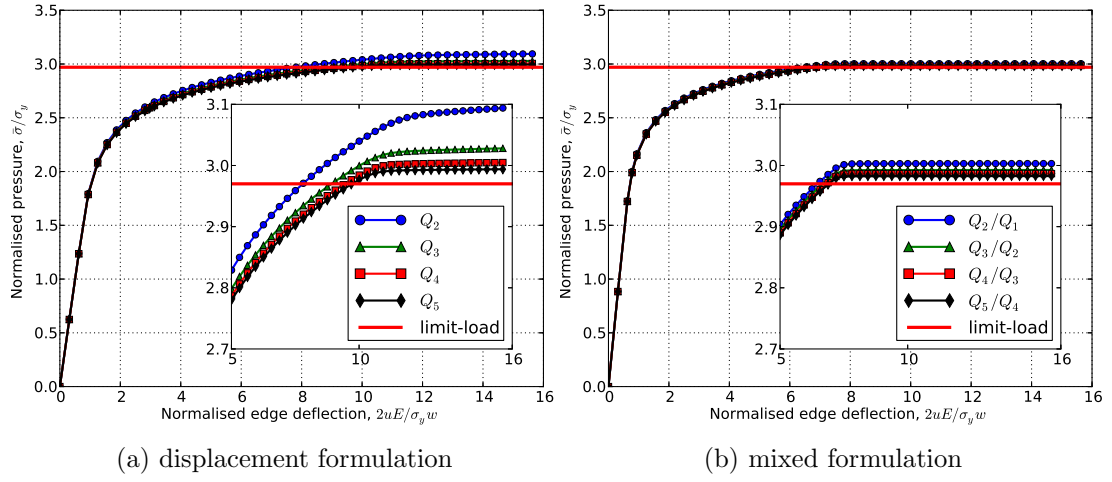 3.5
3.0
2.5
2.0
1.5
1.0
0.5
0.0
0 2 4 6 8 10 12 14 16
Normalised pressure, σ̄/σ_y
Normalised edge deflection, 2uE/σ_y w
3.1
3.0
2.9
2.8
2.7
5 10 16
Q_2
Q_3
Q_4
Q_5
limit-load
(a) displacement formulation
3.5
3.0
2.5
2.0
1.5
1.0
0.5
0.0
0 2 4 6 8 10 12 14 16
Normalised pressure, σ̄/σ_y
Normalised edge deflection, 2uE/σ_y w
3.1
3.0
2.9
2.8
2.7
5 10 16
Q_2/Q_1
Q_3/Q_2
Q_4/Q_3
Q_5/Q_4
limit-load
(b) mixed formulation